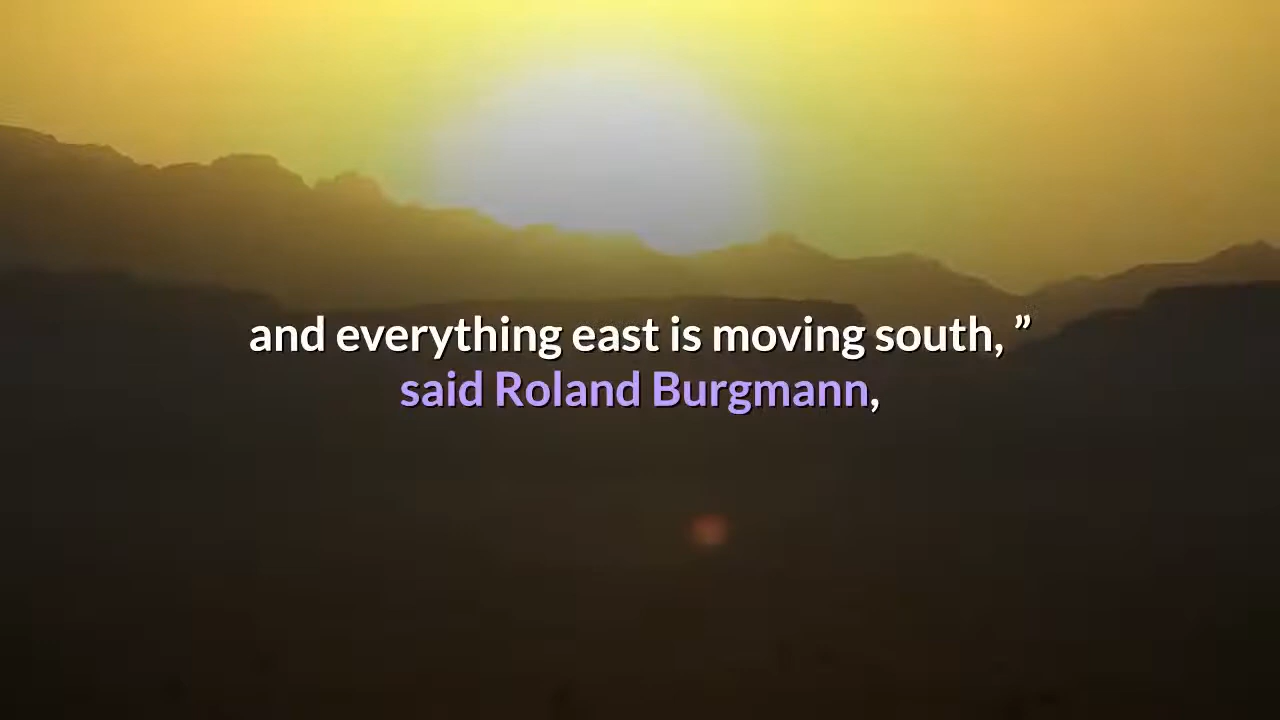 and everything east is moving south, ”
said Roland Burgmann,